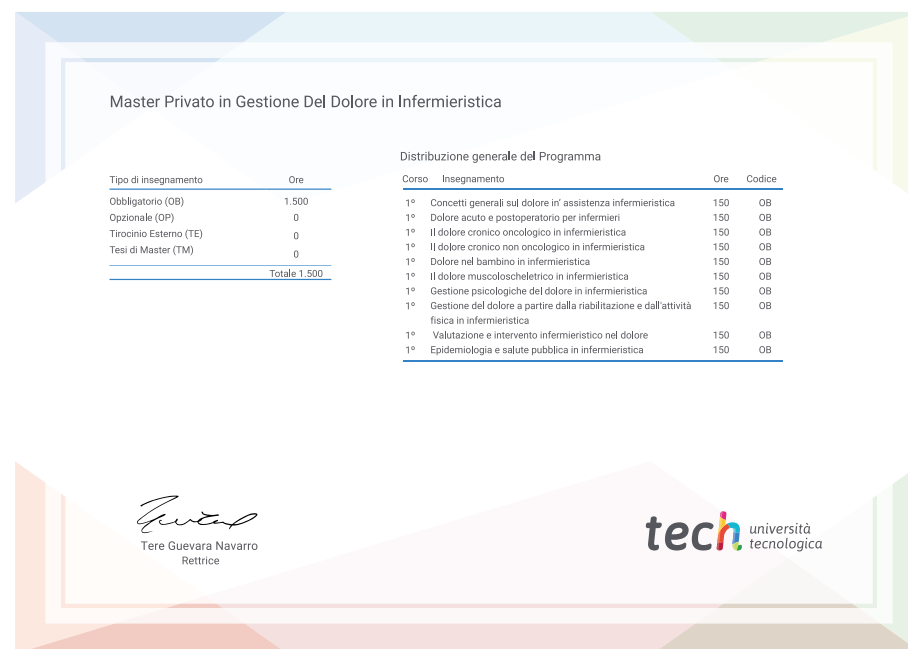 Master Privato in Gestione Del Dolore in Infermieristica
Distribuzione generale del Programma
Tipo di insegnamento Ore
Obbligatorio (OB) 1.500
Opzionale (OP) 0
Tirocinio Esterno (TE) 0
Tesi di Master (TM) 0
Totale 1.500
Corso Insegnamento Ore Codice
1º Concetti generali sul dolore in’ assistenza infermieristica 150 OB
1º Dolore acuto e postoperatorio per infermieri 150 OB
1º Il dolore cronico oncologico in infermieristica 150 OB
1º Il dolore cronico non oncologico in infermieristica 150 OB
1º Dolore nel bambino in infermieristica 150 OB
1º Il dolore muscoloscheletrico in infermieristica 150 OB
1º Gestione psicologiche del dolore in infermieristica 150 OB
1º Gestione del dolore a partire dalla riabilitazione e dall'attività 150 OB
fisica in infermieristica
1º Valutazione e intervento infermieristico nel dolore 150 OB
1º Epidemiologia e salute pubblica in infermieristica 150 OB
Tere Guevara Navarro
Rettrice
tech università
tecnologica